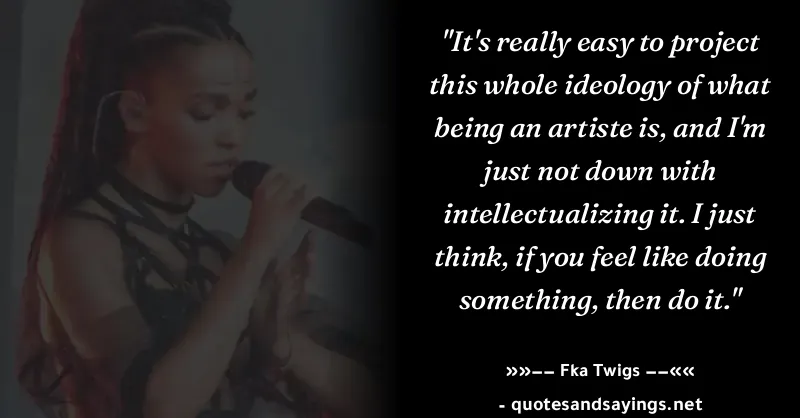 "It's really easy to project
this whole ideology of what
being an artiste is, and I'm
just not down with
intellectualizing it. I just
think, if you feel like doing
something, then do it."
»»—— Fka Twigs ——««
- quotesandsayings.net